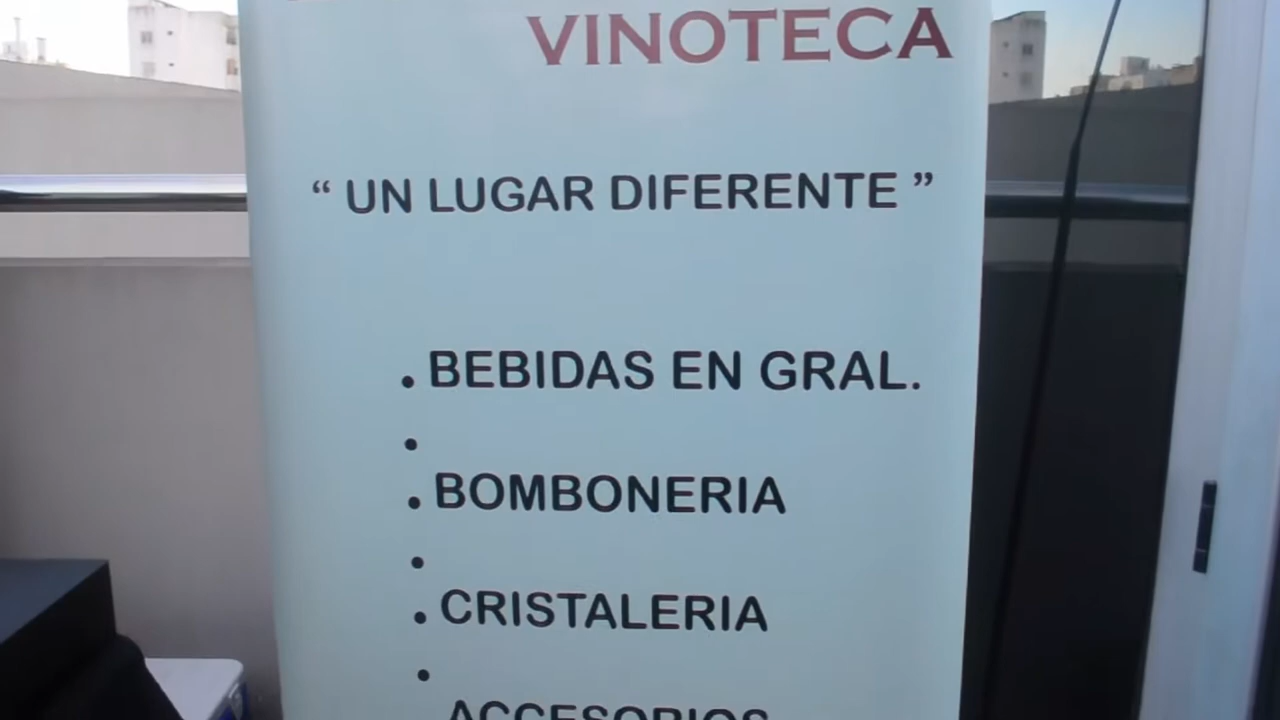 VINOTECA
“ UN LUGAR DIFERENTE ”
. BEBIDAS EN GRAL.
.
. BOMBONERIA
.
. CRISTALERIA
.
ACCESORIOS